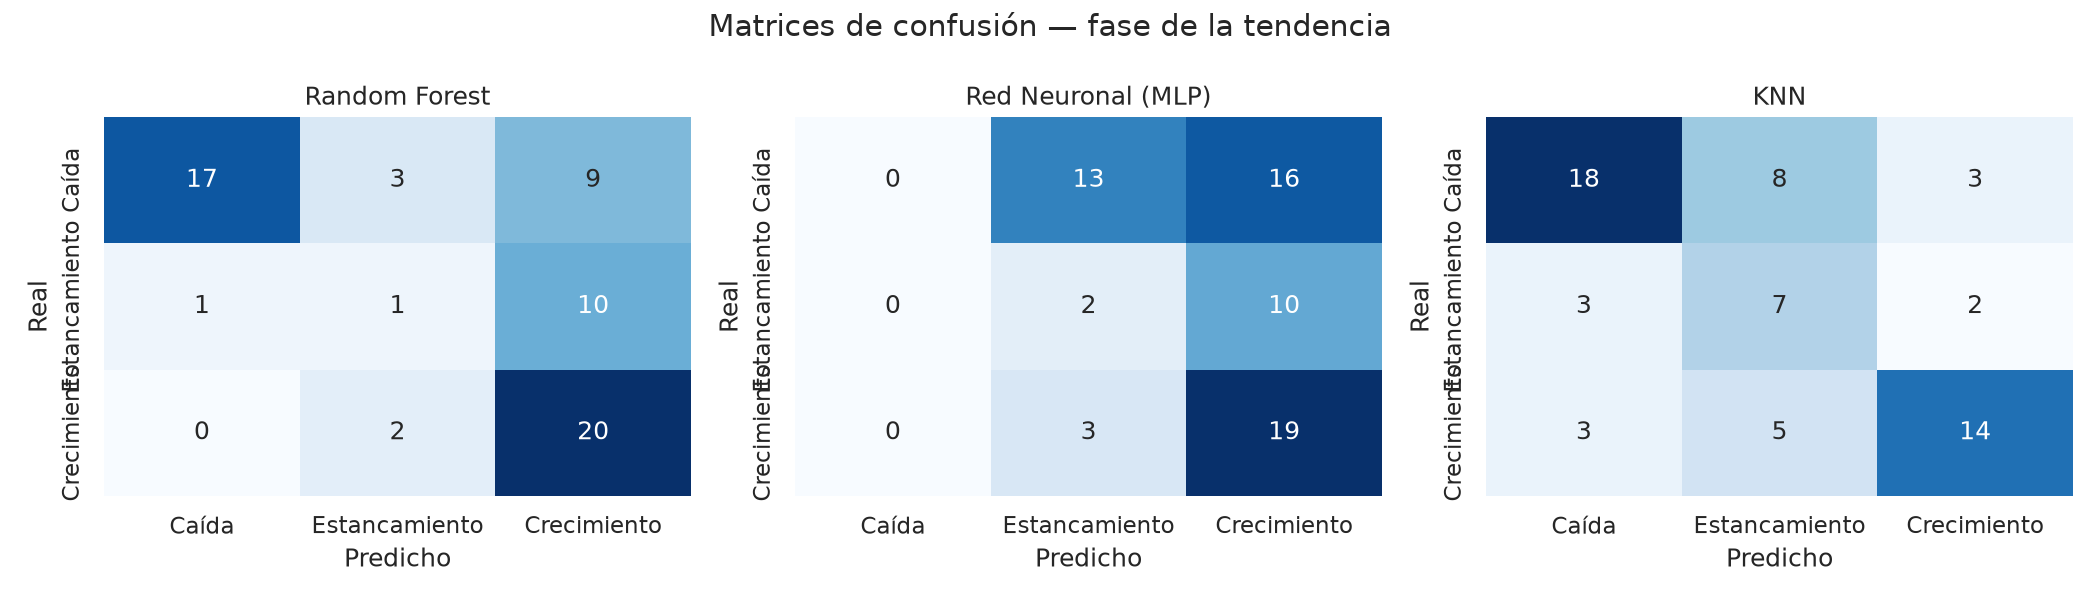 Matrices de confusión — fase de la tendencia
Random Forest
Real
Caída
Estancamiento
Crecimiento
17 3 9
1 1 10
0 2 20
Caída Estancamiento Crecimiento
Predicho
Red Neuronal (MLP)
Real
Caída
Estancamiento
Crecimiento
0 13 16
0 2 10
0 3 19
Caída Estancamiento Crecimiento
Predicho
KNN
Real
Caída
Estancamiento
Crecimiento
18 8 3
3 7 2
3 5 14
Caída Estancamiento Crecimiento
Predicho